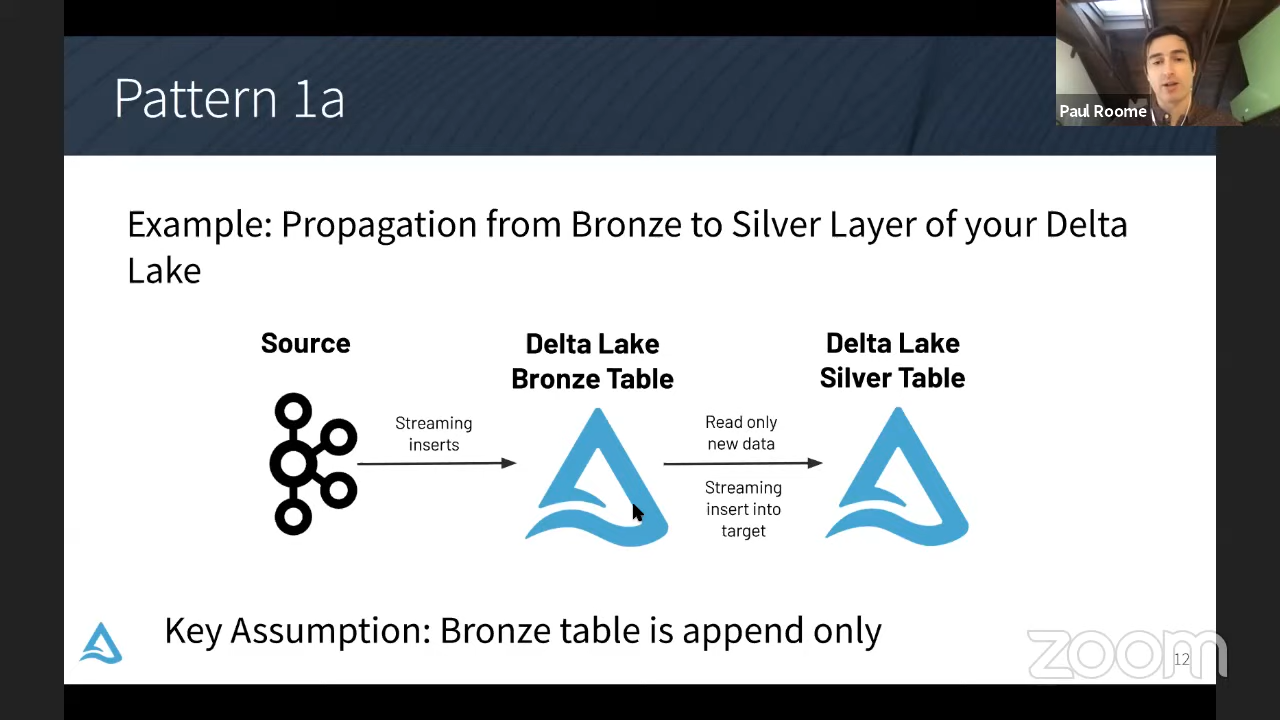 Pattern 1a
Paul Roome
Example: Propagation from Bronze to Silver Layer of your Delta
Lake
Source
Delta Lake
Bronze Table
Delta Lake
Silver Table
Streaming
inserts
Read only
new data
Streaming
insert into
target
Key Assumption: Bronze table is append only
zoom
12